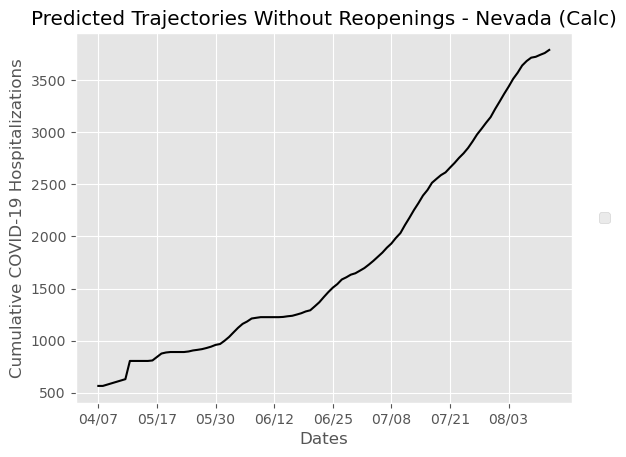 Predicted Trajectories Without Reopenings - Nevada (Calc)
Cumulative COVID-19 Hospitalizations
3500
3000
2500
2000
1500
1000
500
04/07 05/17 05/30 06/12 06/25 07/08 07/21 08/03
Dates